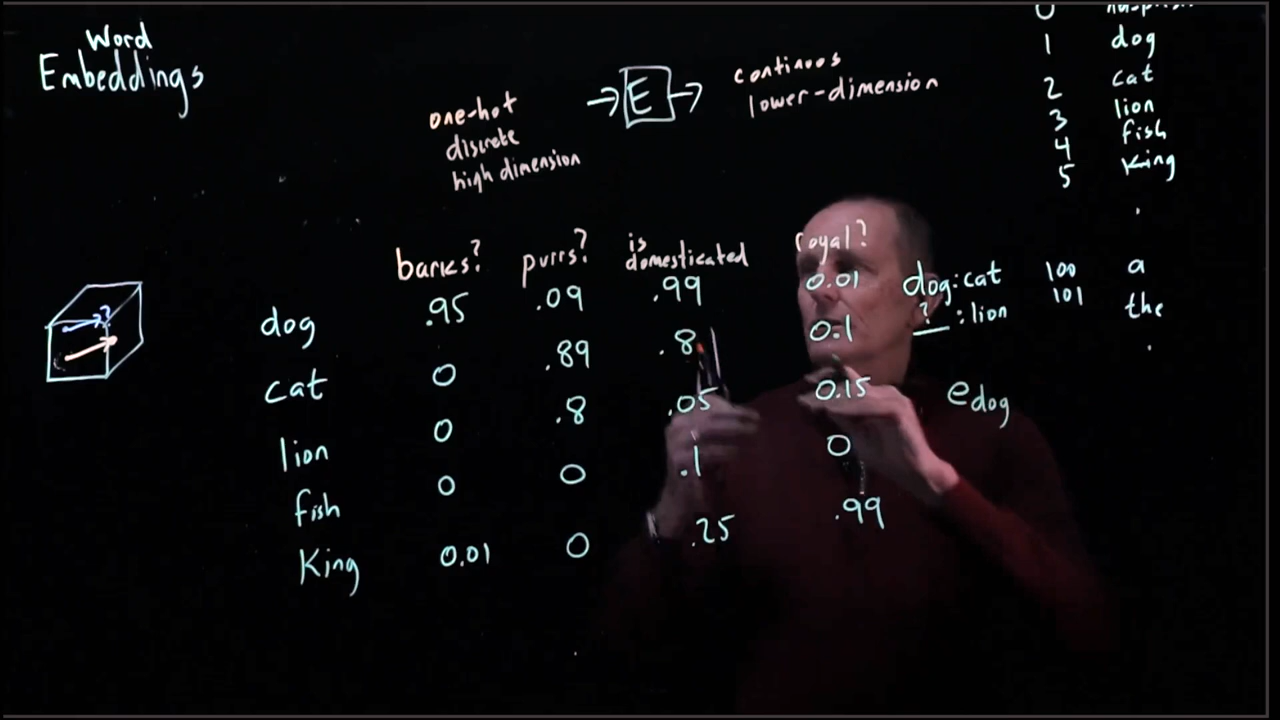 Word
Embeddings
one-hot
discrete
high dimension
E
continuos
lower-dimension
0
1 dog
2 cat
3 lion
4 fish
5 King
.
100 a
101 the
.
barks? purrs? is domesticated royal?
dog .95 .09 .99 0.01
cat 0 .89 .8 0.1
lion 0 .8 .05 0.15
fish 0 0 .1 0
King 0.01 0 .25 .99
dog:cat
? :lion
e dog
?